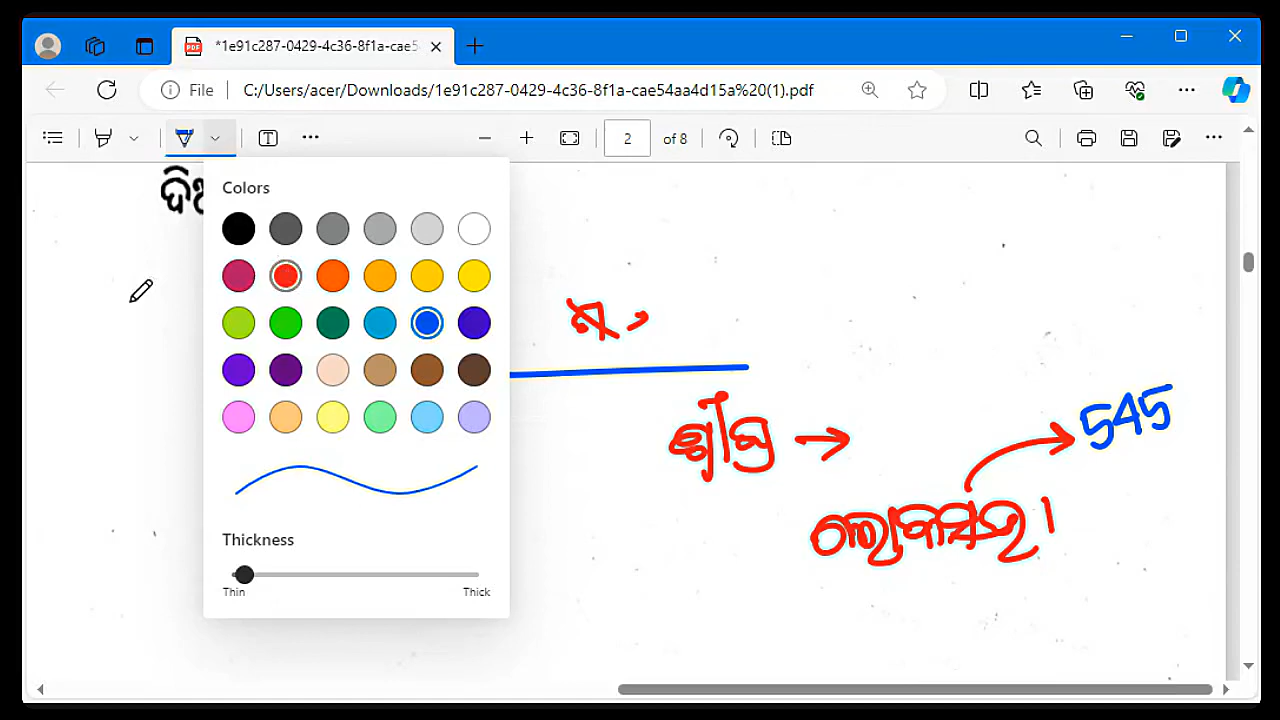 *1e91c287-0429-4c36-8f1a-cae5
File
C:/Users/acer/Downloads/1e91c287-0429-4c36-8f1a-cae54aa4d15a%20(1).pdf
2 of 8
Colors
545
ଲୋକସଭା ।
Thickness
Thin Thick